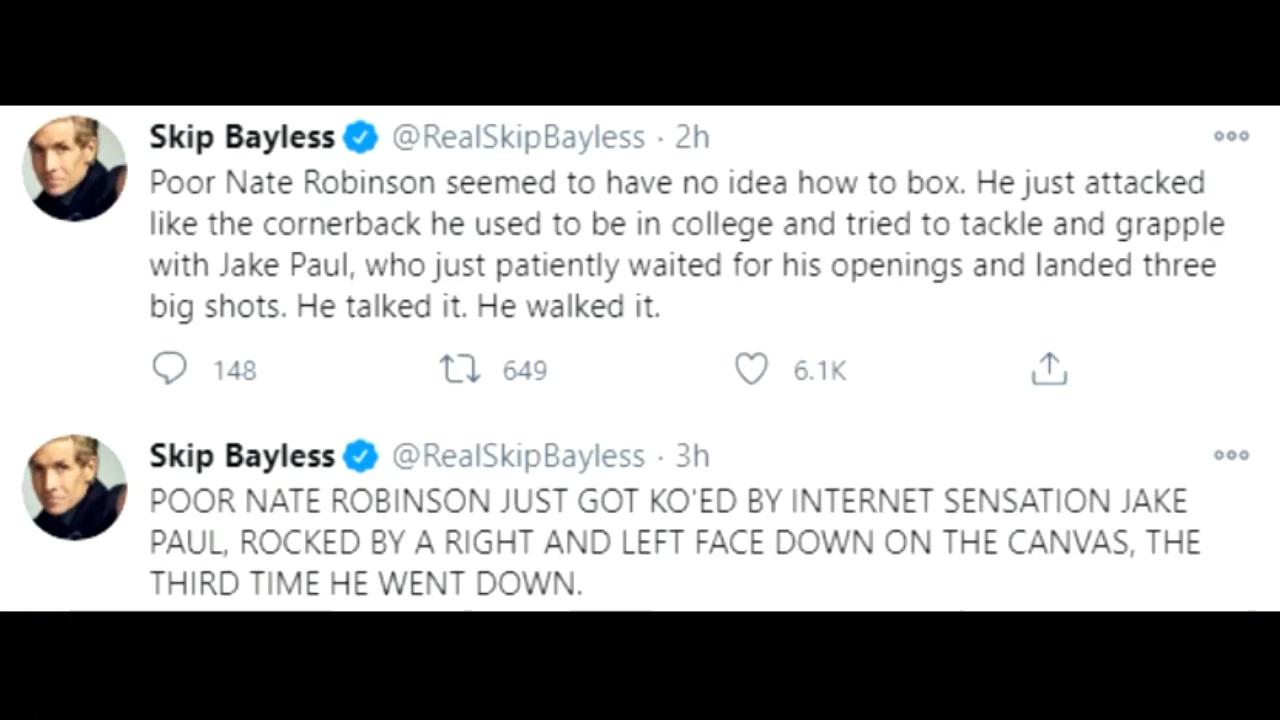 Skip Bayless @RealSkipBayless · 2h
Poor Nate Robinson seemed to have no idea how to box. He just attacked
like the cornerback he used to be in college and tried to tackle and grapple
with Jake Paul, who just patiently waited for his openings and landed three
big shots. He talked it. He walked it.
148 649 6.1K
Skip Bayless @RealSkipBayless · 3h
POOR NATE ROBINSON JUST GOT KO'ED BY INTERNET SENSATION JAKE
PAUL, ROCKED BY A RIGHT AND LEFT FACE DOWN ON THE CANVAS, THE
THIRD TIME HE WENT DOWN.